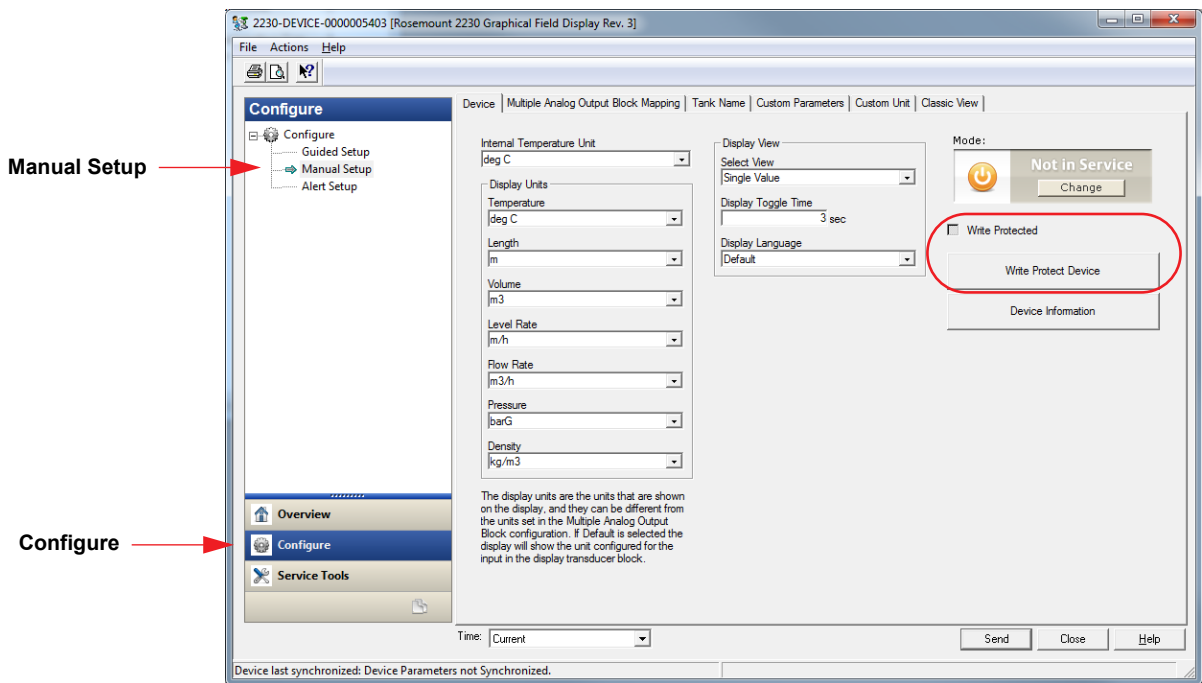 2230-DEVICE-0000005403 [Rosemount 2230 Graphical Field Display Rev. 3]
File Actions Help
Configure
Configure
Guided Setup
Manual Setup
Alert Setup
Manual Setup
Overview
Configure
Configure
Service Tools
Device
Multiple Analog Output Block Mapping
Tank Name
Custom Parameters
Custom Unit
Classic View
Internal Temperature Unit
deg C
Display Units
Temperature
deg C
Length
m
Volume
m3
Level Rate
m/h
Flow Rate
m3/h
Pressure
barG
Density
kg/m3
The display units are the units that are shown
on the display, and they can be different from
the units set in the Multiple Analog Output
Block configuration. If Default is selected the
display will show the unit configured for the
input in the display transducer block.
Display View
Select View
Single Value
Display Toggle Time
3 sec
Display Language
Default
Mode:
Not in Service
Change
Write Protected
Write Protect Device
Device Information
Time: Current
Send
Close
Help
Device last synchronized: Device Parameters not Synchronized.